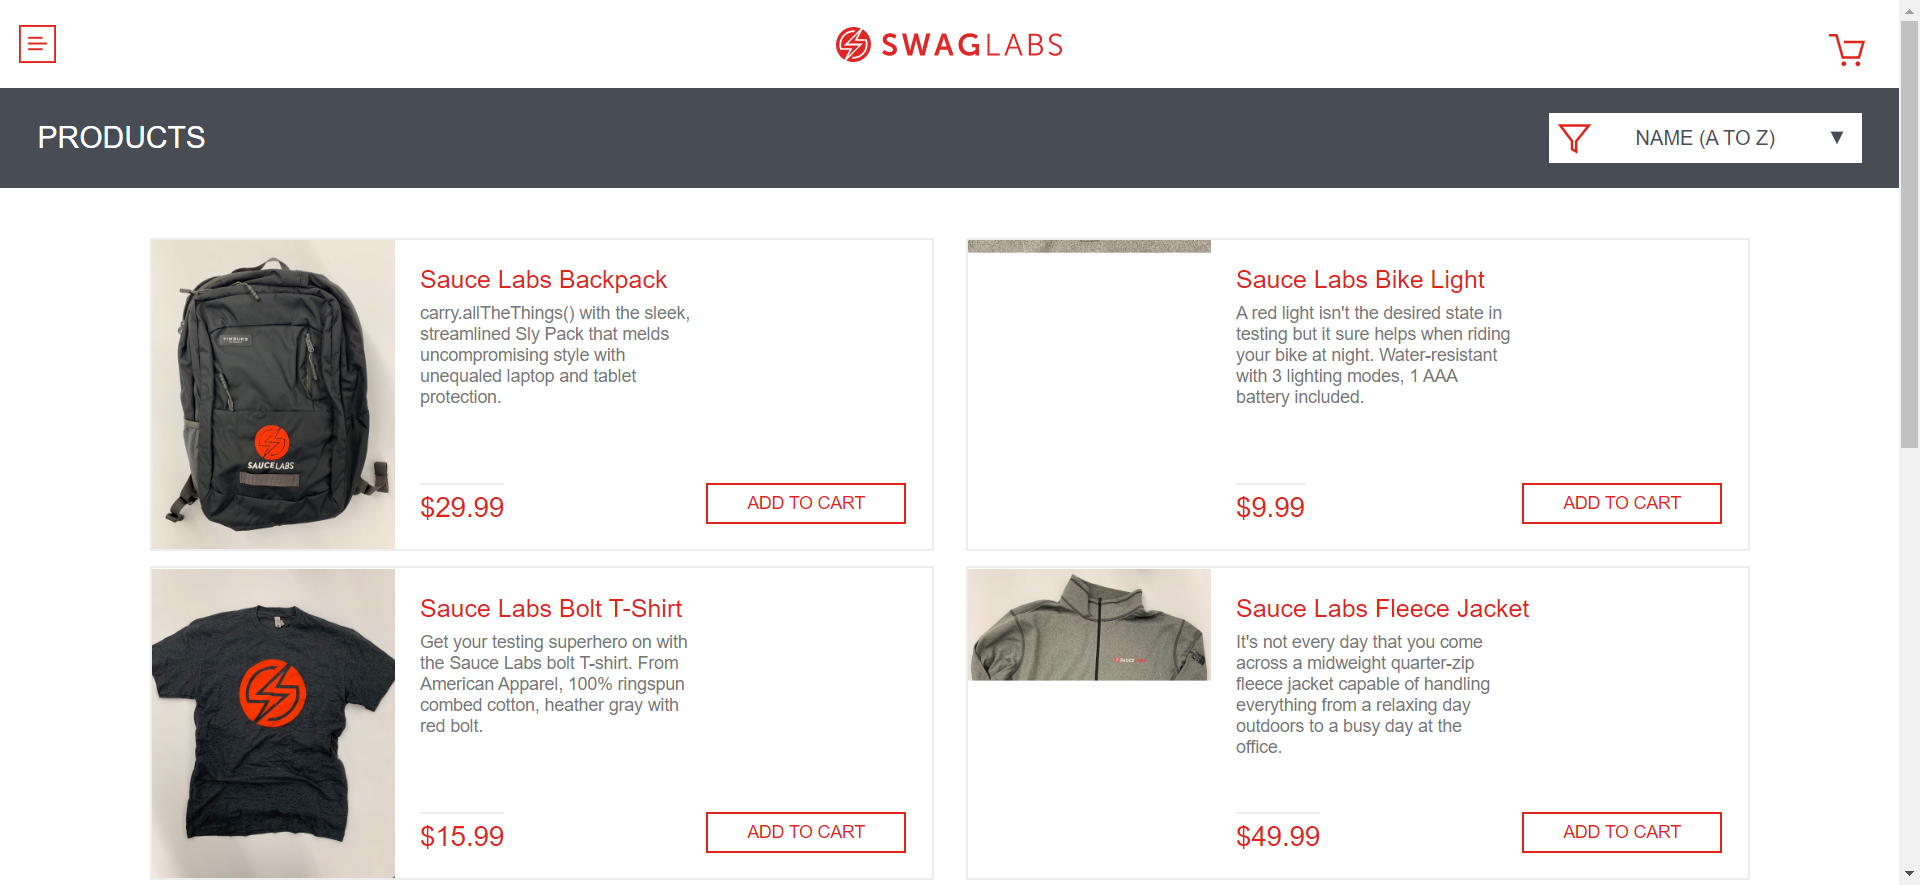 SWAGLABS
PRODUCTS
NAME (A TO Z)
Sauce Labs Backpack
carry.allTheThings() with the sleek,
streamlined Sly Pack that melds
uncompromising style with
unequaled laptop and tablet
protection.
$29.99
ADD TO CART
SAUCELABS
Sauce Labs Bike Light
A red light isn't the desired state in
testing but it sure helps when riding
your bike at night. Water-resistant
with 3 lighting modes, 1 AAA
battery included.
$9.99
ADD TO CART
Sauce Labs Bolt T-Shirt
Get your testing superhero on with
the Sauce Labs bolt T-shirt. From
American Apparel, 100% ringspun
combed cotton, heather gray with
red bolt.
$15.99
ADD TO CART
Sauce Labs Fleece Jacket
It's not every day that you come
across a midweight quarter-zip
fleece jacket capable of handling
everything from a relaxing day
outdoors to a busy day at the
office.
$49.99
ADD TO CART